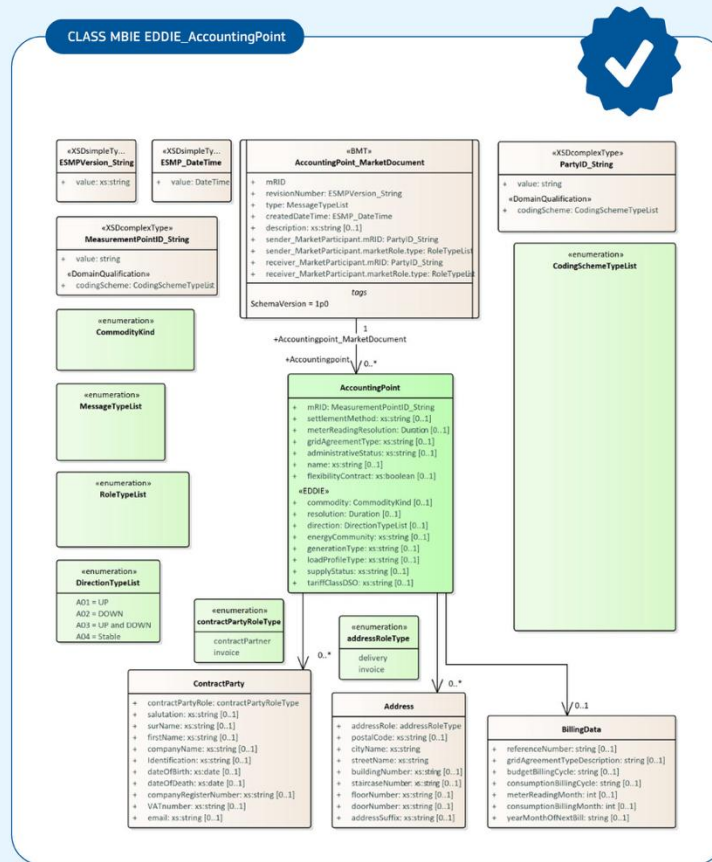 CLASS MBIE EDDIE_AccountingPoint
«XSDsimpleTy...
ESMPVersion_String
+ value: xs:string
«XSDsimpleTy...
ESMP_DateTime
+ value: DateTime
«BMT»
AccountingPoint_MarketDocument
+ mRID
+ revisionNumber: ESMPVersion_String
+ type: MessageTypeList
+ createdDateTime: ESMP_DateTime
+ description: xs:string [0..1]
+ sender_MarketParticipant.mRID: PartyID_String
+ sender_MarketParticipant.marketRole.type: RoleTypeList
+ receiver_MarketParticipant.mRID: PartyID_String
+ receiver_MarketParticipant.marketRole.type: RoleTypeList
tags
SchemaVersion = 1p0
«XSDcomplexType»
PartyID_String
+ value: string
«DomainQualification»
+ codingScheme: CodingSchemeTypeList
«XSDcomplexType»
MeasurementPointID_String
+ value: string
«DomainQualification»
+ codingScheme: CodingSchemeTypeList
«enumeration»
CodingSchemeTypeList
«enumeration»
CommodityKind
1
+Accountingpoint_MarketDocument
+Accountingpoint
0..*
«enumeration»
MessageTypeList
AccountingPoint
+ mRID: MeasurementPointID_String
+ settlementMethod: xs:string [0..1]
+ meterReadingResolution: Duration [0..1]
+ gridAgreementType: xs:string [0..1]
+ administrativeStatus: xs:string [0..1]
+ name: xs:string [0..1]
+ flexibilityContract: xs:boolean [0..1]
«EDDIE»
+ commodity: CommodityKind [0..1]
+ resolution: Duration [0..1]
+ direction: DirectionTypeList [0..1]
+ energyCommunity: xs:string [0..1]
+ generationType: xs:string [0..1]
+ loadProfileType: xs:string [0..1]
+ supplyStatus: xs:string [0..1]
+ tariffClassDSO: xs:string [0..1]
«enumeration»
RoleTypeList
«enumeration»
DirectionTypeList
A01 = UP
A02 = DOWN
A03 = UP and DOWN
A04 = Stable
«enumeration»
contractPartyRoleType
contractPartner
invoice
0..*
«enumeration»
addressRoleType
delivery
invoice
0..*
0..1
ContractParty
+ contractPartyRole: contractPartyRoleType
+ salutation: xs:string [0..1]
+ surName: xs:string [0..1]
+ firstName: xs:string [0..1]
+ companyName: xs:string [0..1]
+ Identification: xs:string [0..1]
+ dateOfBirth: xs:date [0..1]
+ dateOfDeath: xs:date [0..1]
+ companyRegisterNumber: xs:string [0..1]
+ VATnumber: xs:string [0..1]
+ email: xs:string [0..1]
Address
+ addressRole: addressRoleType
+ postalCode: xs:string [0..1]
+ cityName: xs:string
+ streetName: xs:string
+ buildingNumber: xs:string [0..1]
+ staircaseNumber: xs:string [0..1]
+ floorNumber: xs:string [0..1]
+ doorNumber: xs:string [0..1]
+ addressSuffix: xs:string [0..1]
BillingData
+ referenceNumber: string [0..1]
+ gridAgreementTypeDescription: string [0..1]
+ budgetBillingCycle: string [0..1]
+ consumptionBillingCycle: string [0..1]
+ meterReadingMonth: int [0..1]
+ consumptionBillingMonth: int [0..1]
+ yearMonthOfNextBill: string [0..1]